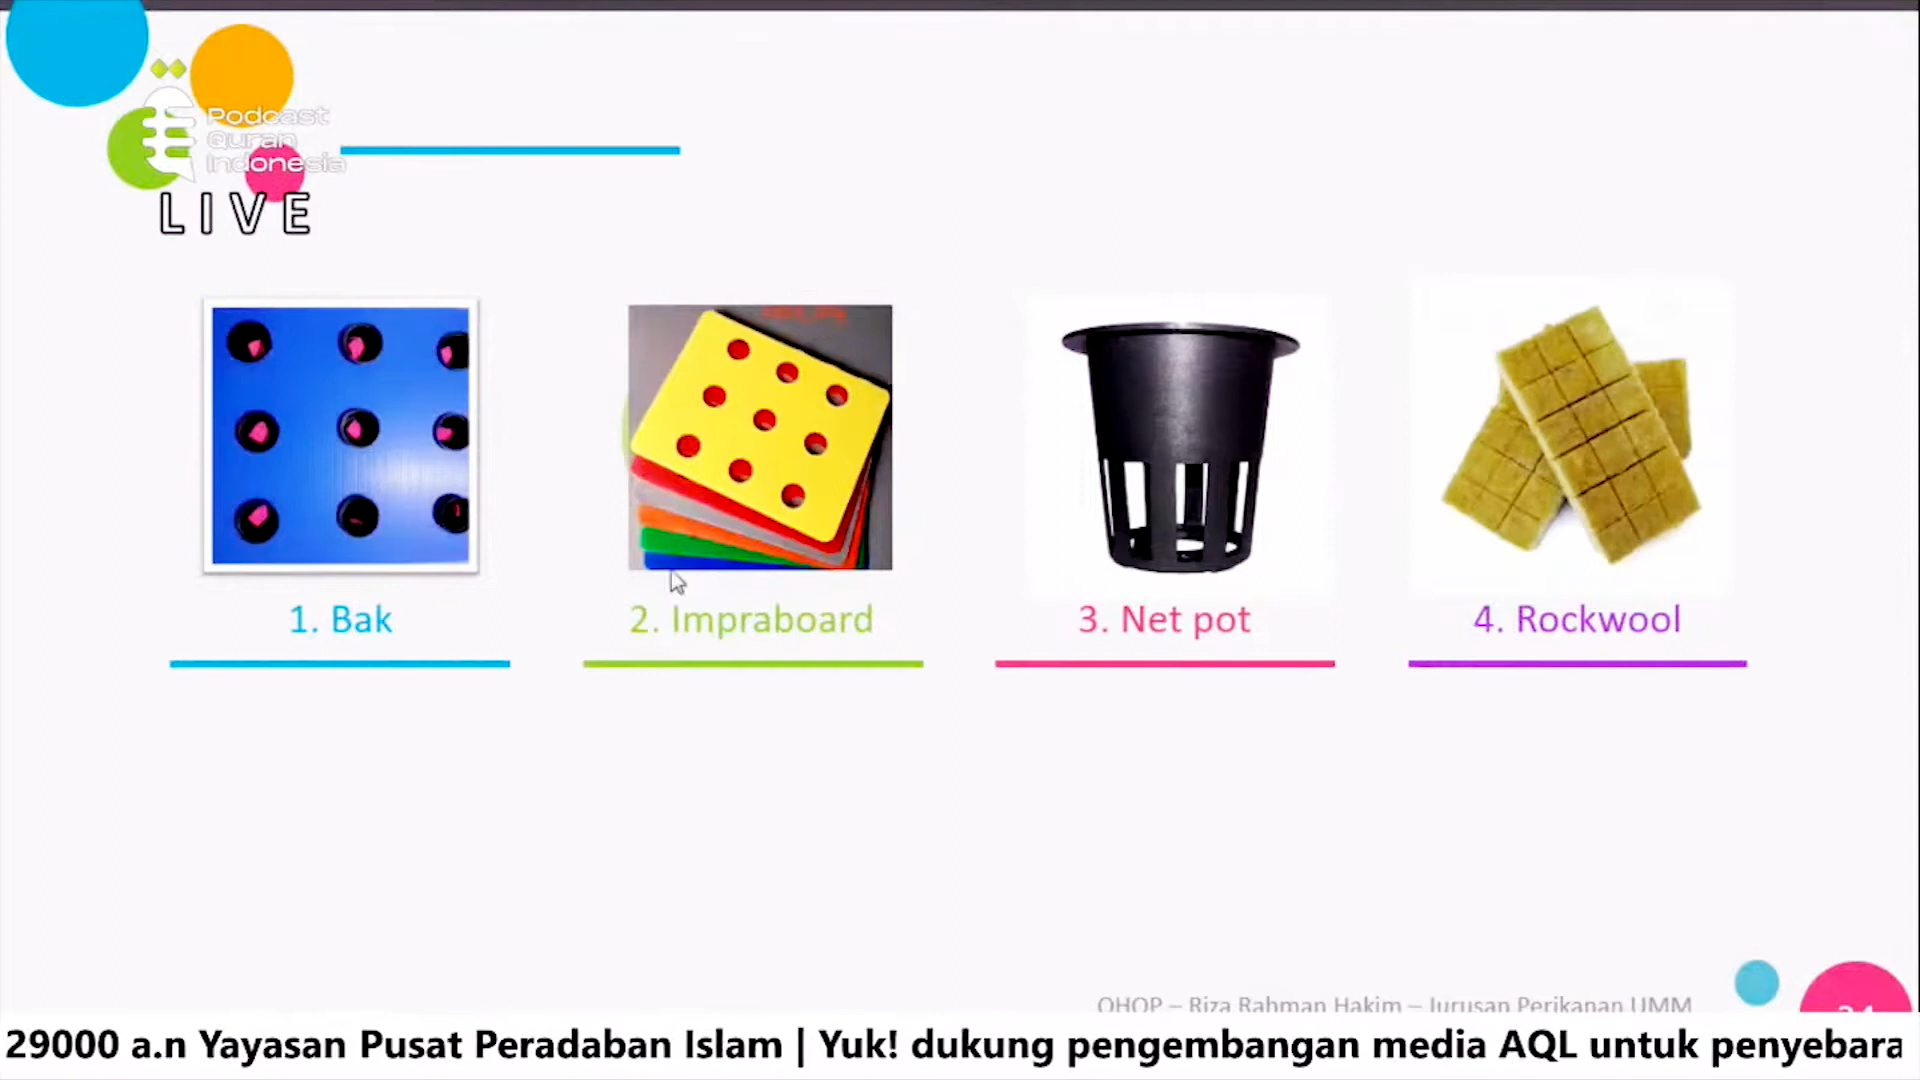 Podcast
Quran
Indonesia
LIVE
1. Bak
2. Impraboard
3. Net pot
4. Rockwool
OHOP – Riza Rahman Hakim – Jurusan Perikanan UMM
29000 a.n Yayasan Pusat Peradaban Islam | Yuk! dukung pengembangan media AQL untuk penyebara